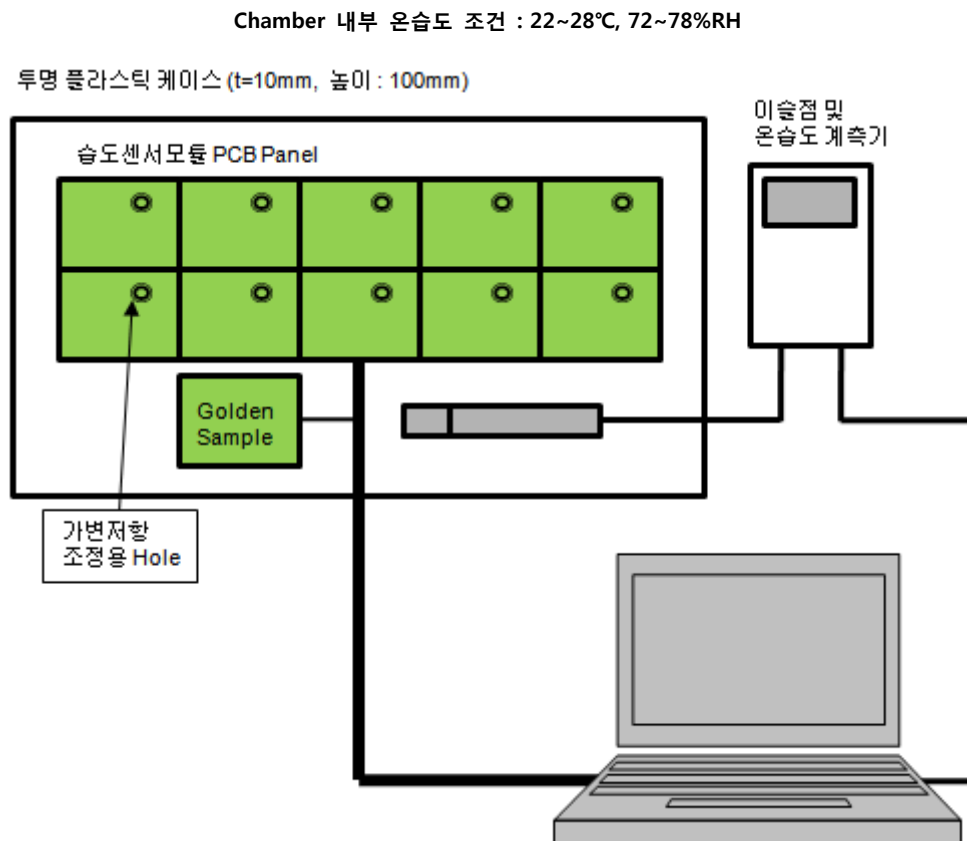 Chamber 내부 온습도 조건 : 22~28℃, 72~78%RH
투명 플라스틱 케이스 (t=10mm, 높이 : 100mm)
이슬점 및
온습도 계측기
습도센서모듈 PCB Panel
Golden
Sample
가변저항
조정용 Hole